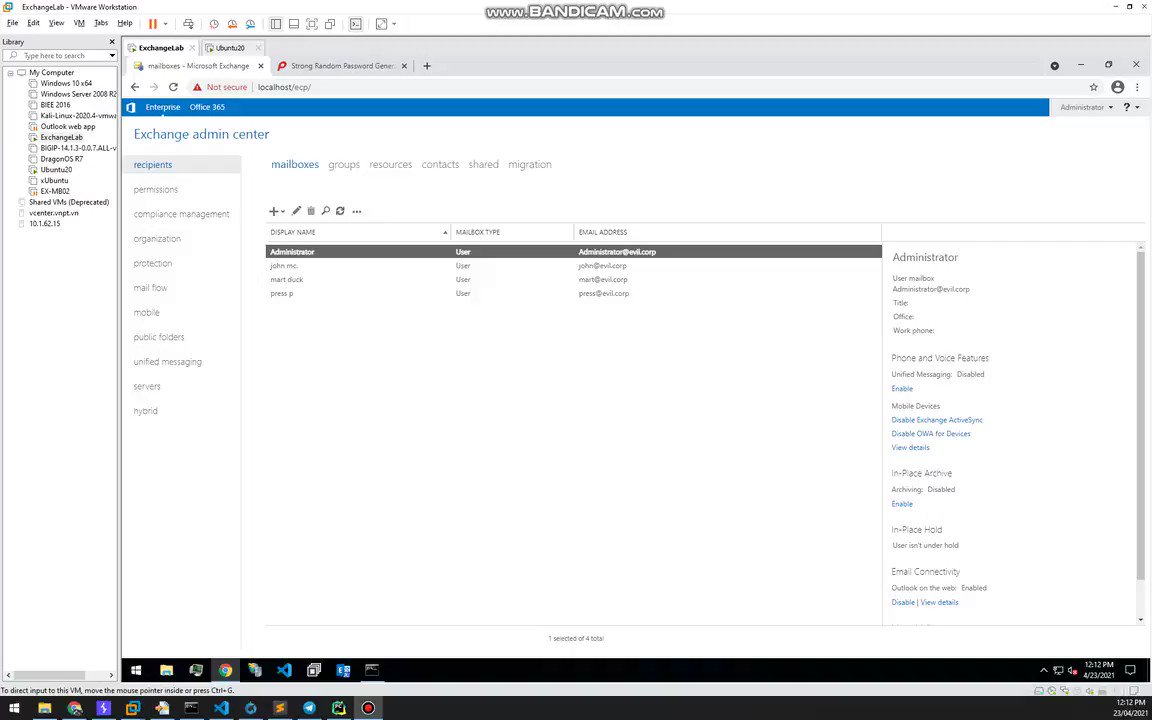 ExchangeLab - VMware Workstation
www.BANDICAM.com
File Edit View VM Tabs Help
Library
Type here to search
My Computer
Windows 10 x64
Windows Server 2008 R2
BIEE 2016
Kali-Linux-2020.4-vmwa
Outlook web app
ExchangeLab
BIGIP-14.1.3-0.0.7.ALL-v
DragonOS R7
Ubuntu20
xUbuntu
EX-MB02
Shared VMs (Deprecated)
vcenter.vnpt.vn
10.1.62.15
ExchangeLab Ubuntu20
mailboxes - Microsoft Exchange Strong Random Password Gener
Not secure localhost/ecp/
Enterprise Office 365 Administrator ?
Exchange admin center
recipients
permissions
compliance management
organization
protection
mail flow
mobile
public folders
unified messaging
servers
hybrid
mailboxes groups resources contacts shared migration
DISPLAY NAME MAILBOX TYPE EMAIL ADDRESS
Administrator User Administrator@evil.corp
john mc. User john@evil.corp
mart duck User mart@evil.corp
press p User press@evil.corp
1 selected of 4 total
Administrator
User mailbox
Administrator@evil.corp
Title:
Office:
Work phone:
Phone and Voice Features
Unified Messaging: Disabled
Enable
Mobile Devices
Disable Exchange ActiveSync
Disable OWA for Devices
View details
In-Place Archive
Archiving: Disabled
Enable
In-Place Hold
User isn't under hold
Email Connectivity
Outlook on the web: Enabled
Disable | View details
12:12 PM
4/23/2021
To direct input to this VM, move the mouse pointer inside or press Ctrl+G.
12:12 PM
23/04/2021